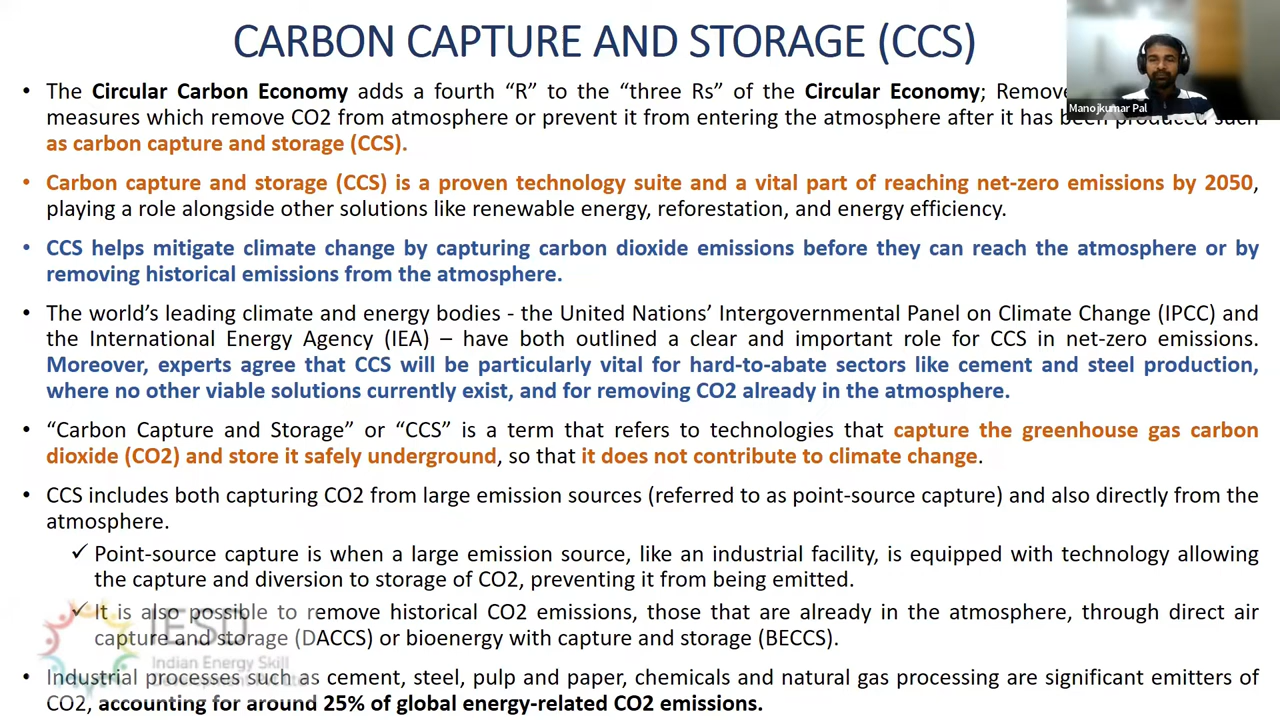 CARBON CAPTURE AND STORAGE (CCS)
Manojkumar Pal
• The Circular Carbon Economy adds a fourth “R” to the “three Rs” of the Circular Economy; Remove
measures which remove CO2 from atmosphere or prevent it from entering the atmosphere after it has been produced such
as carbon capture and storage (CCS).
• Carbon capture and storage (CCS) is a proven technology suite and a vital part of reaching net-zero emissions by 2050,
playing a role alongside other solutions like renewable energy, reforestation, and energy efficiency.
• CCS helps mitigate climate change by capturing carbon dioxide emissions before they can reach the atmosphere or by
removing historical emissions from the atmosphere.
• The world’s leading climate and energy bodies - the United Nations’ Intergovernmental Panel on Climate Change (IPCC) and
the International Energy Agency (IEA) – have both outlined a clear and important role for CCS in net-zero emissions.
Moreover, experts agree that CCS will be particularly vital for hard-to-abate sectors like cement and steel production,
where no other viable solutions currently exist, and for removing CO2 already in the atmosphere.
• “Carbon Capture and Storage” or “CCS” is a term that refers to technologies that capture the greenhouse gas carbon
dioxide (CO2) and store it safely underground, so that it does not contribute to climate change.
• CCS includes both capturing CO2 from large emission sources (referred to as point-source capture) and also directly from the
atmosphere.
✓ Point-source capture is when a large emission source, like an industrial facility, is equipped with technology allowing
the capture and diversion to storage of CO2, preventing it from being emitted.
✓ It is also possible to remove historical CO2 emissions, those that are already in the atmosphere, through direct air
capture and storage (DACCS) or bioenergy with capture and storage (BECCS).
IESD
Indian Energy Skill
• Industrial processes such as cement, steel, pulp and paper, chemicals and natural gas processing are significant emitters of
CO2, accounting for around 25% of global energy-related CO2 emissions.